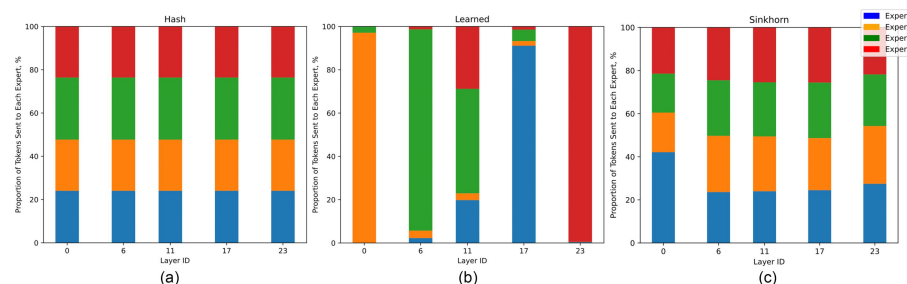 Hash
Proportion of Tokens Sent to Each Expert, %
100
80
60
40
20
0
0 6 11 17 23
Layer ID
(a)
Learned
Proportion of Tokens Sent to Each Expert, %
100
80
60
40
20
0
0 6 11 17 23
Layer ID
(b)
Sinkhorn
Proportion of Tokens Sent to Each Expert, %
100
80
60
40
20
0
0 6 11 17 23
Layer ID
(c)
Exper
Exper
Exper
Exper